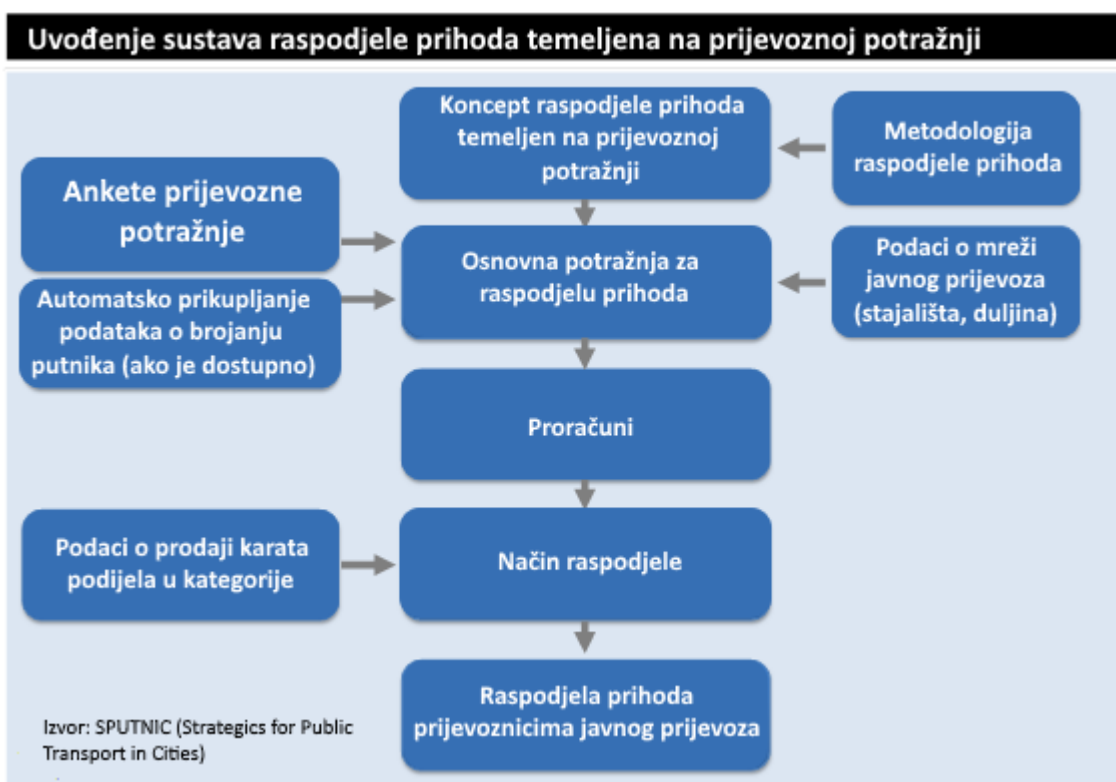 Uvođenje sustava raspodjele prihoda temeljena na prijevoznoj potražnji
Koncept raspodjele prihoda
temeljen na prijevoznoj
potražnji
Metodologija
raspodjele prihoda
Ankete prijevozne
potražnje
Osnovna potražnja za
raspodjelu prihoda
Podaci o mreži
javnog prijevoza
(stajališta, duljina)
Automatsko prikupljanje
podataka o brojanju
putnika (ako je dostupno)
Proračuni
Podaci o prodaji karata
podijela u kategorije
Način raspodjele
Raspodjela prihoda
prijevoznicima javnog prijevoza
Izvor: SPUTNIC (Strategics for Public
Transport in Cities)